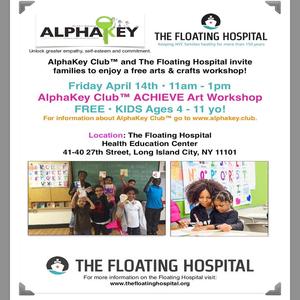 ALPHAKEY
Unlock greater empathy, self-esteem and commitment.
THE FLOATING HOSPITAL
Keeping NYC families healthy for more than 150 years
AlphaKey Club™ and The Floating Hospital invite
families to enjoy a free arts & crafts workshop!
Friday April 14th • 11am - 1pm
AlphaKey Club™ ACHIEVE Art Workshop
FREE • KIDS Ages 4 - 11 yo!
For information about AlphaKey Club™ go to www.alphakey.club.
Location: The Floating Hospital
Health Education Center
41-40 27th Street, Long Island City, NY 11101
THE FLOATING HOSPITAL
For more information on the Floating Hospital visit:
www.thefloatinghospital.org